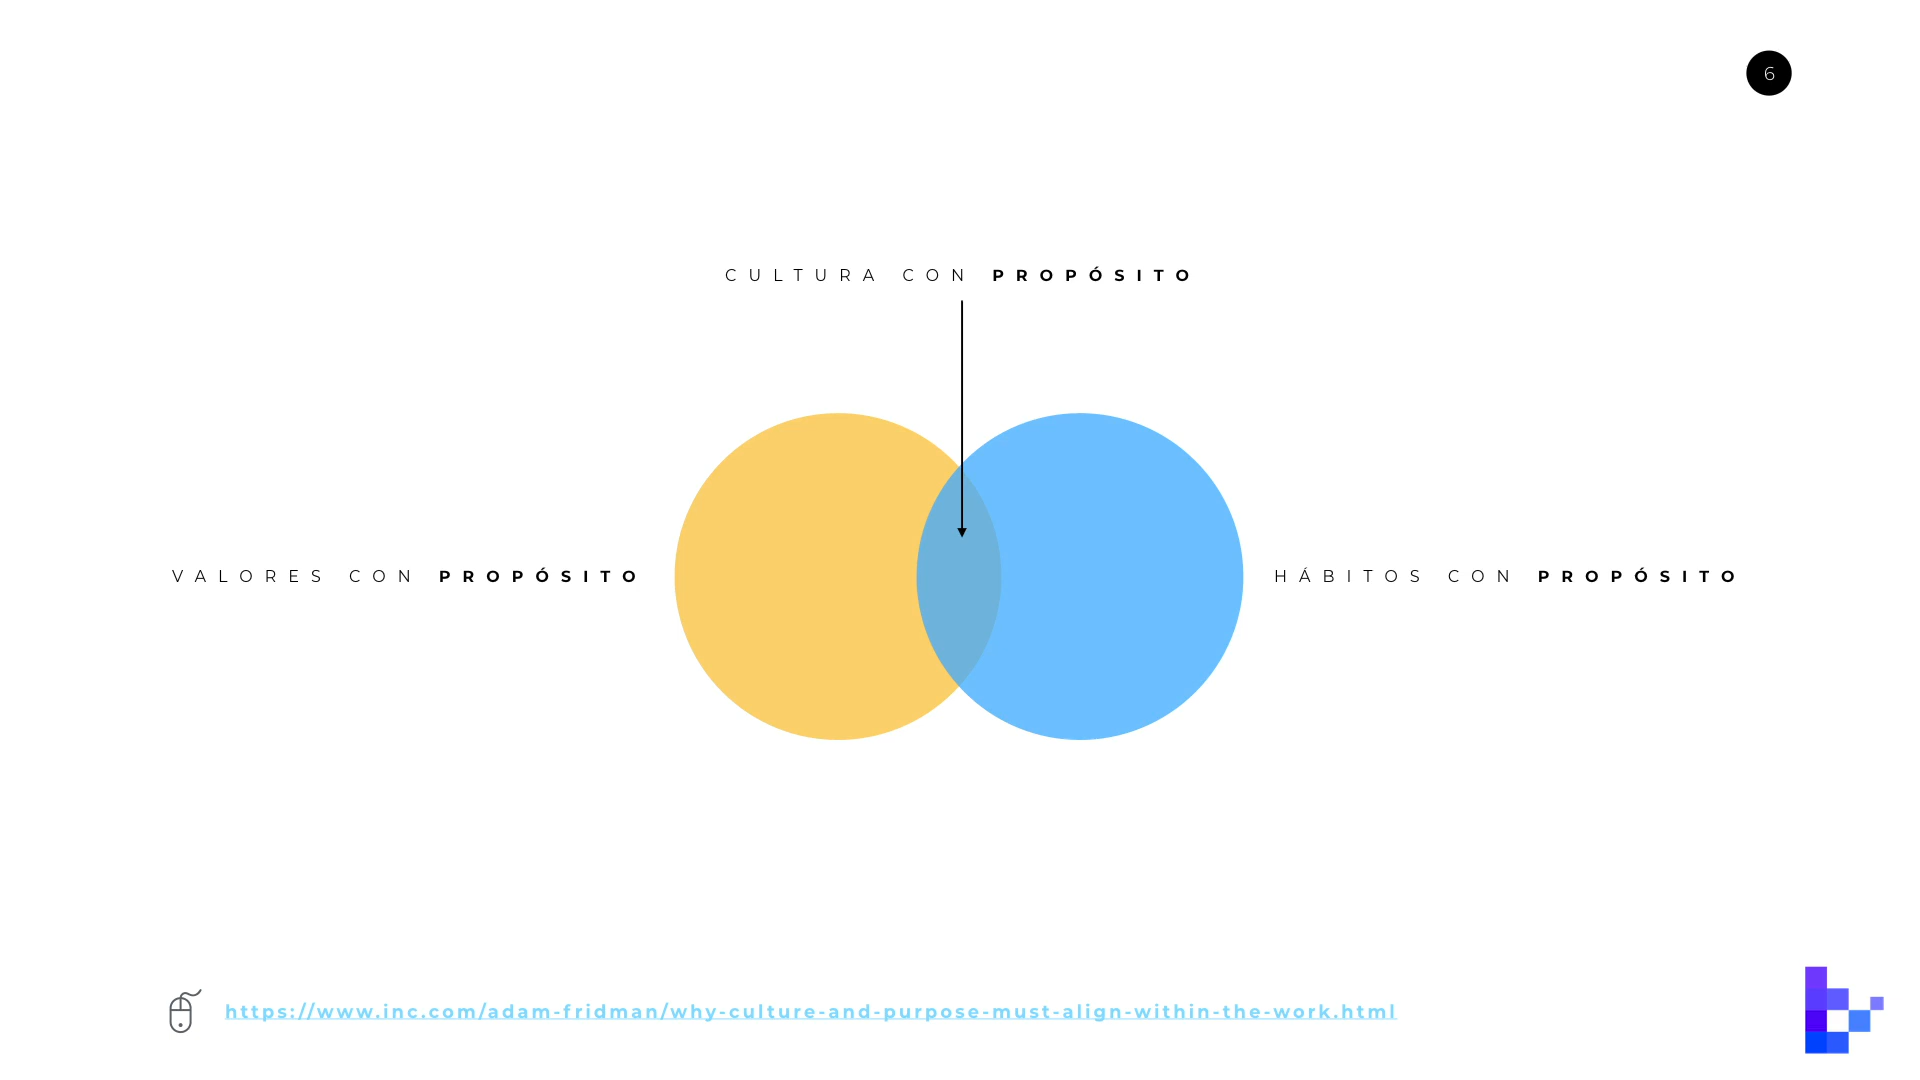 6
CULTURA CON PROPÓSITO
VALORES CON PROPÓSITO
HÁBITOS CON PROPÓSITO
https://www.inc.com/adam-fridman/why-culture-and-purpose-must-align-within-the-work.html